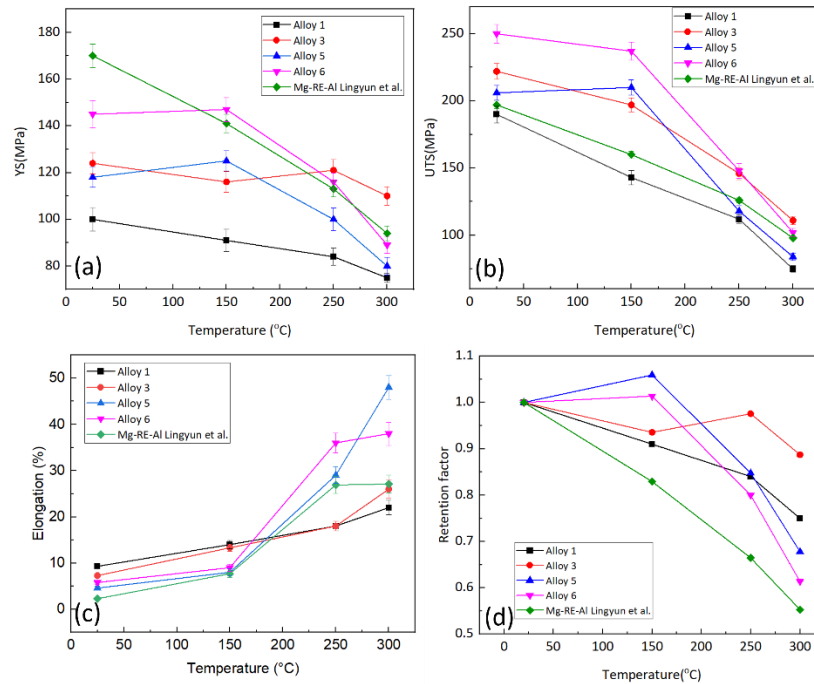 180
160
140
120
100
80
YS(MPa)
(a)
Alloy 1
Alloy 3
Alloy 5
Alloy 6
Mg-RE-Al Lingyun et al.
0 50 100 150 200 250 300
Temperature (°C)
250
200
150
100
UTS(MPa)
(b)
Alloy 1
Alloy 3
Alloy 5
Alloy 6
Mg-RE-Al Lingyun et al.
0 50 100 150 200 250 300
Temperature(°C)
50
40
30
20
10
0
Elongation (%)
(c)
Alloy 1
Alloy 3
Alloy 5
Alloy 6
Mg-RE-Al Lingyun et al.
0 50 100 150 200 250 300
Temperature (°C)
1.1
1.0
0.9
0.8
0.7
0.6
0.5
Retention factor
(d)
Alloy 1
Alloy 3
Alloy 5
Alloy 6
Mg-RE-Al Lingyun et al.
0 50 100 150 200 250 300
Temperature(°C)